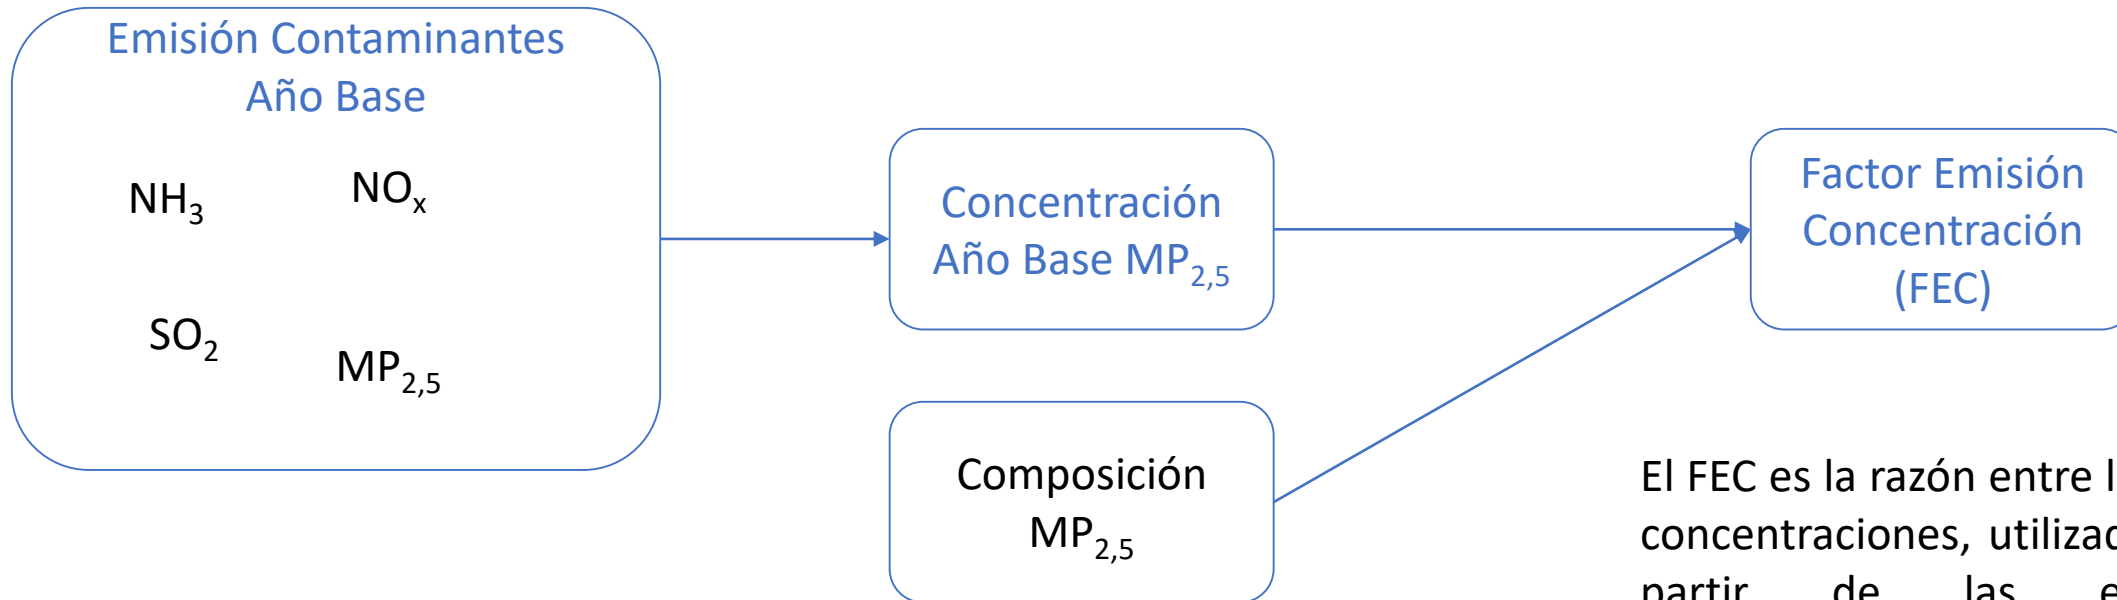 Emisión Contaminantes
Año Base
NH₃
NOₓ
SO₂
MP₂,₅
Concentración
Año Base MP₂,₅
Composición
MP₂,₅
Factor Emisión
Concentración
(FEC)
El FEC es la razón entre
concentraciones,
partir de las